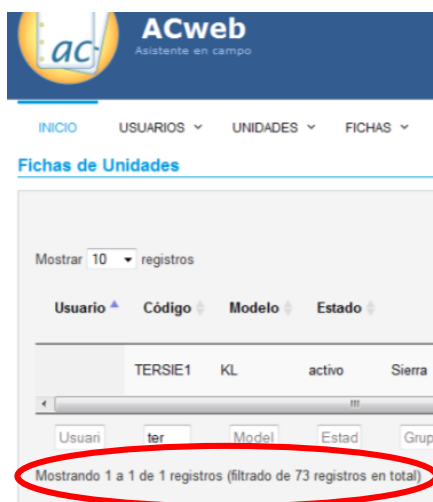 ac
ACweb
Asistente en campo
INICIO USUARIOS UNIDADES FICHAS
Fichas de Unidades
Mostrar 10 registros
Usuario Código Modelo Estado
TERSIE1 KL activo Sierra
Usuari ter Model Estad Grup
Mostrando 1 a 1 de 1 registros (filtrado de 73 registros en total)